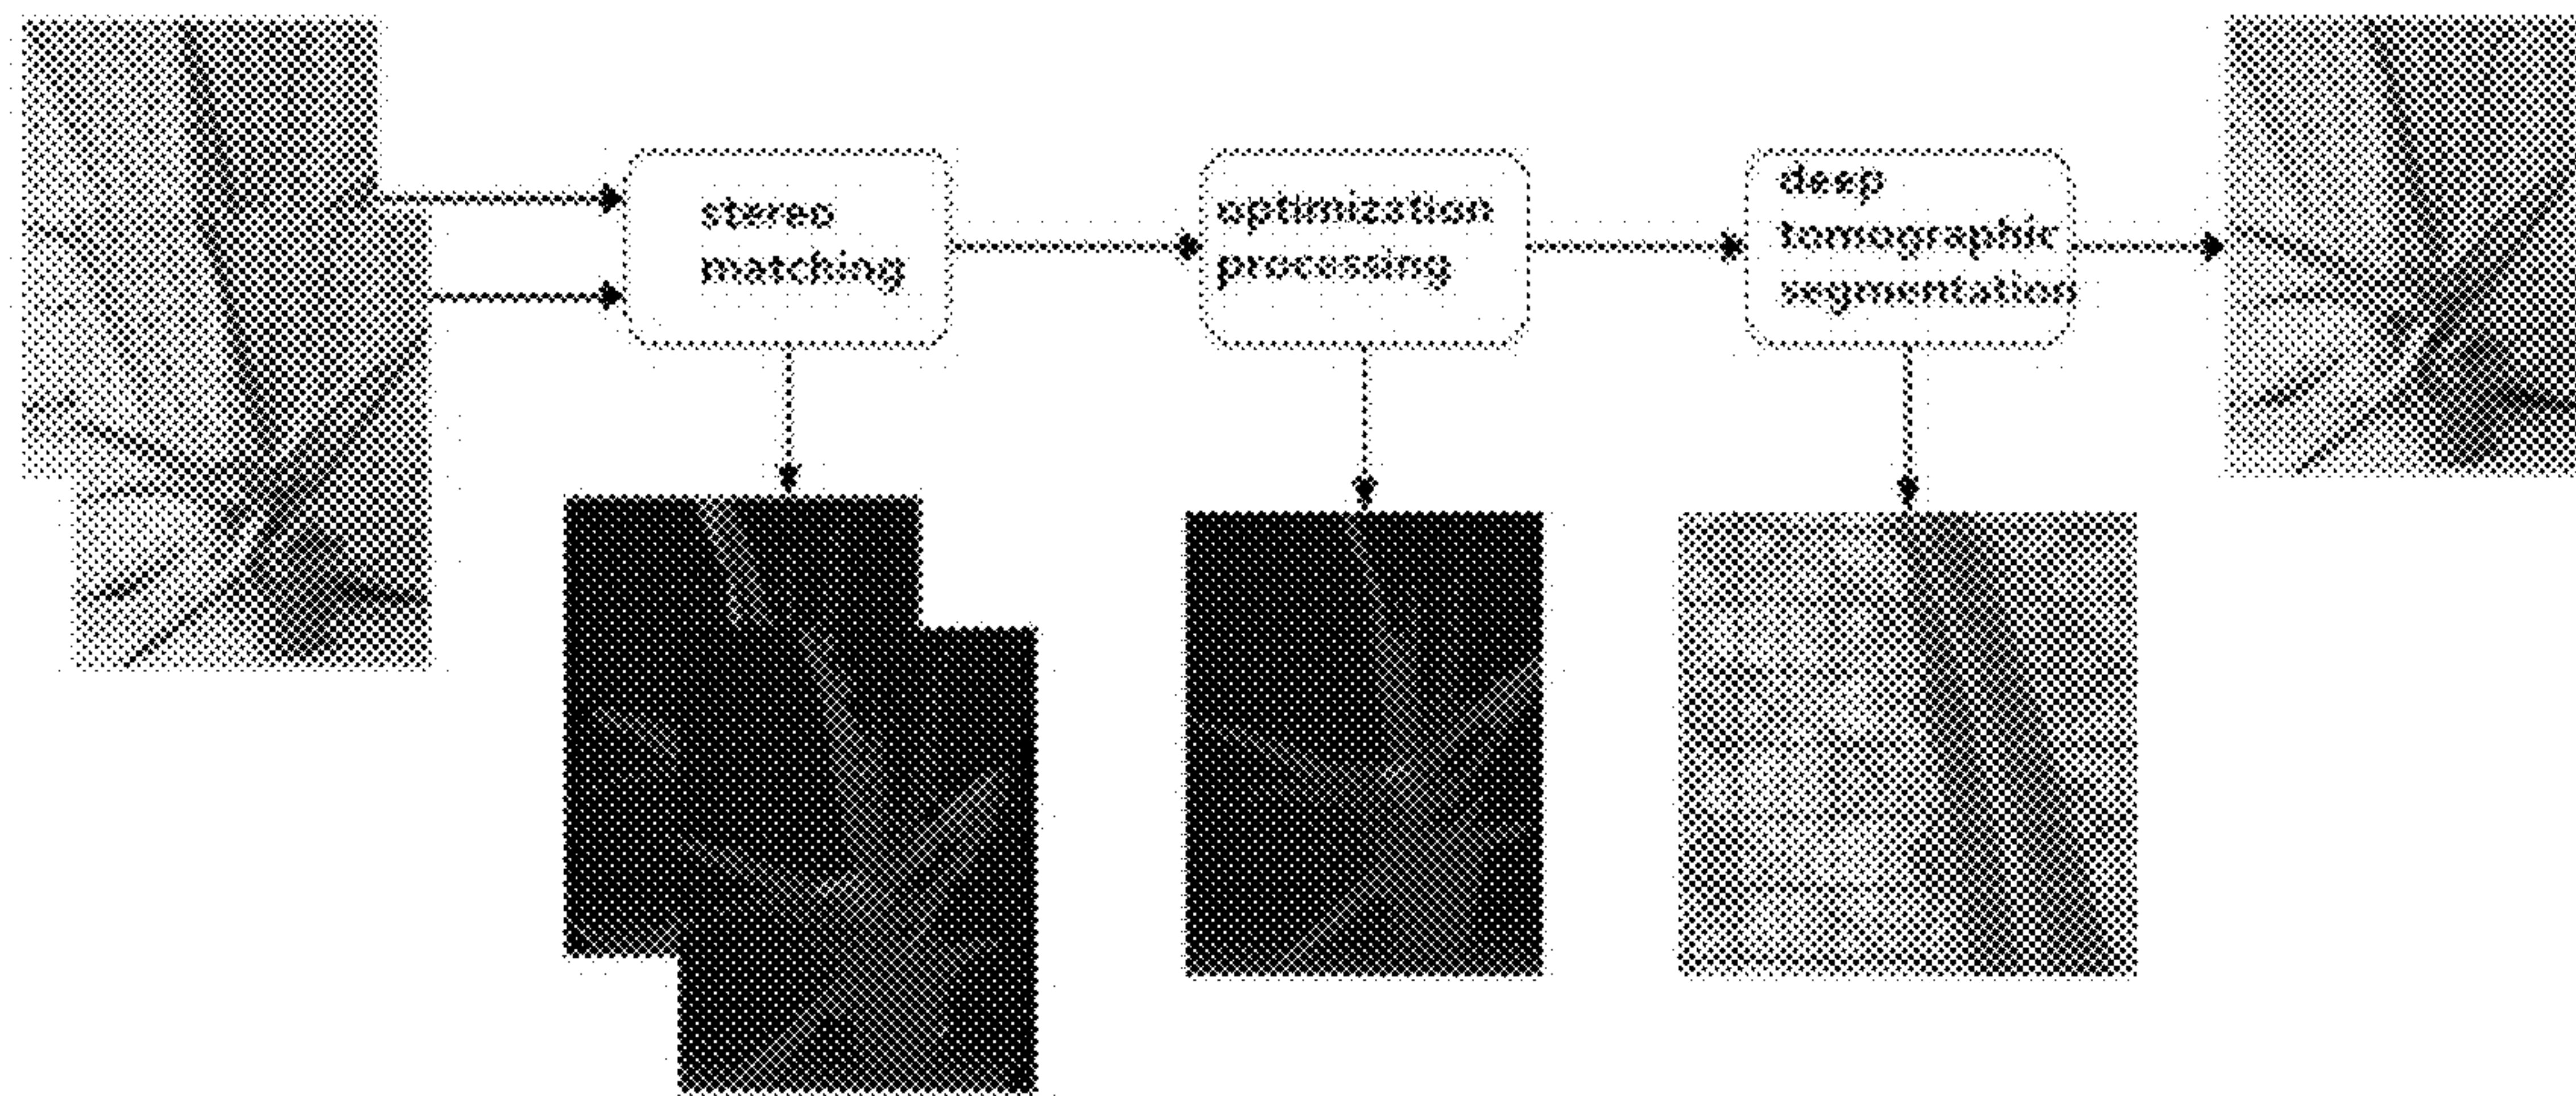 stereo
matching
optimization
processing
deep
tomographic
segmentation